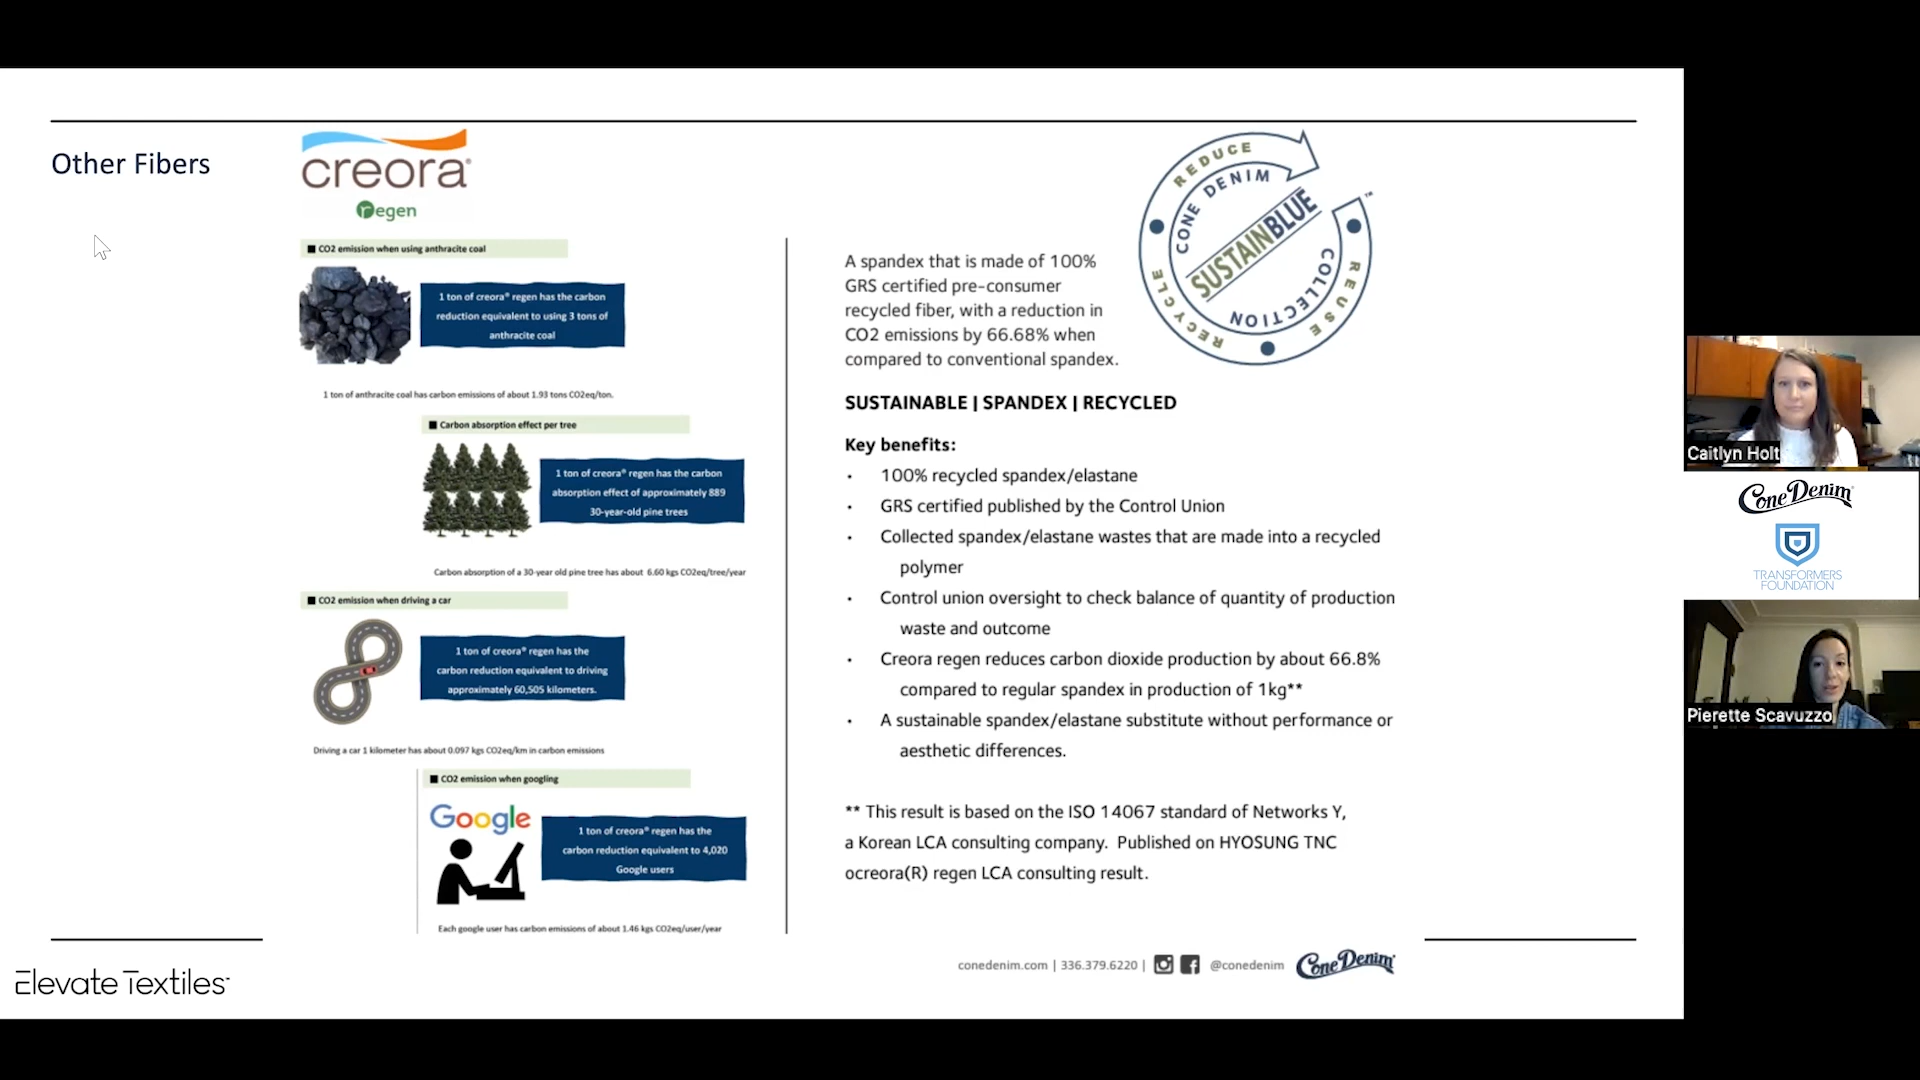 Other Fibers
creora®
regen
CO2 emission when using anthracite coal
1 ton of creora® regen has the carbon
reduction equivalent to using 3 tons of
anthracite coal
1 ton of anthracite coal has carbon emissions of about 1.93 tons CO2eq/ton.
Carbon absorption effect per tree
1 ton of creora® regen has the carbon
absorption effect of approximately 889
30-year-old pine trees
Carbon absorption of a 30-year old pine tree has about 6.60 kgs CO2eq/tree/year
CO2 emission when driving a car
1 ton of creora® regen has the
carbon reduction equivalent to driving
approximately 60,505 kilometers.
Driving a car 1 kilometer has about 0.097 kgs CO2eq/km in carbon emissions
CO2 emission when googling
Google
1 ton of creora® regen has the
carbon reduction equivalent to 4,020
Google users
Each google user has carbon emissions of about 1.46 kgs CO2eq/user/year
REDUCE
REUSE
RECYCLE
CONE DENIM
SUSTAINBLUE
COLLECTION
™
A spandex that is made of 100%
GRS certified pre-consumer
recycled fiber, with a reduction in
CO2 emissions by 66.68% when
compared to conventional spandex.
SUSTAINABLE | SPANDEX | RECYCLED
Key benefits:
• 100% recycled spandex/elastane
• GRS certified published by the Control Union
• Collected spandex/elastane wastes that are made into a recycled
polymer
• Control union oversight to check balance of quantity of production
waste and outcome
• Creora regen reduces carbon dioxide production by about 66.8%
compared to regular spandex in production of 1kg**
• A sustainable spandex/elastane substitute without performance or
aesthetic differences.
** This result is based on the ISO 14067 standard of Networks Y,
a Korean LCA consulting company. Published on HYOSUNG TNC
ocreora(R) regen LCA consulting result.
conedenim.com | 336.379.6220 | @conedenim
Cone Denim
Elevate Textiles
Caitlyn Holt
Cone Denim
TRANSFORMERS
FOUNDATION
Pierette Scavuzzo